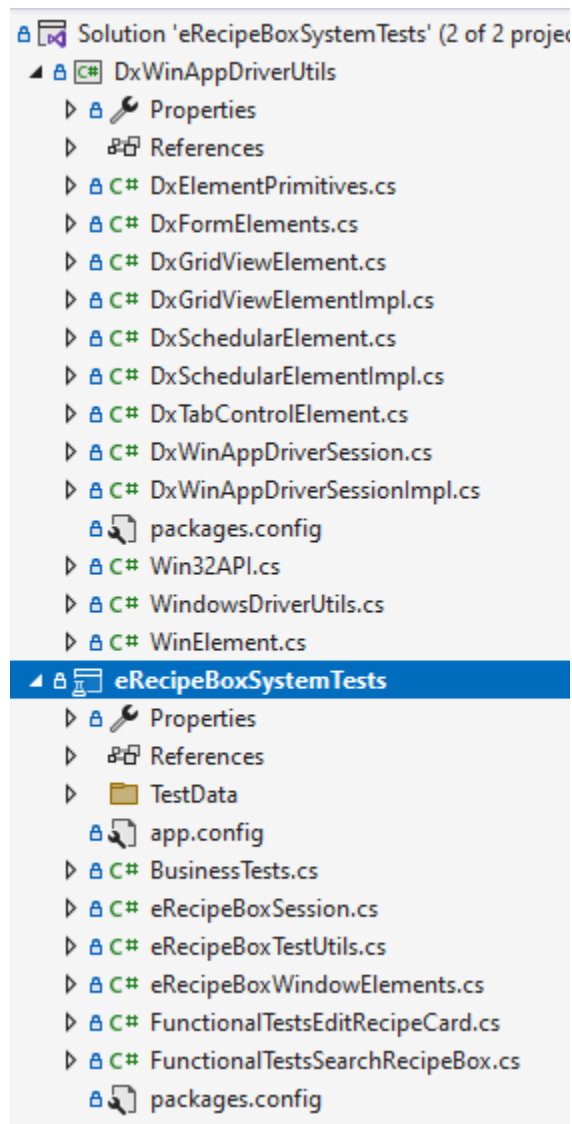 Solution 'eRecipeBoxSystemTests' (2 of 2 projec
C# DxWinAppDriverUtils
Properties
References
C# DxElementPrimitives.cs
C# DxFormElements.cs
C# DxGridViewElement.cs
C# DxGridViewElementImpl.cs
C# DxSchedularElement.cs
C# DxSchedularElementImpl.cs
C# DxTabControlElement.cs
C# DxWinAppDriverSession.cs
C# DxWinAppDriverSessionImpl.cs
packages.config
C# Win32API.cs
C# WindowsDriverUtils.cs
C# WinElement.cs
eRecipeBoxSystemTests
Properties
References
TestData
app.config
C# BusinessTests.cs
C# eRecipeBoxSession.cs
C# eRecipeBoxTestUtils.cs
C# eRecipeBoxWindowElements.cs
C# FunctionalTestsEditRecipeCard.cs
C# FunctionalTestsSearchRecipeBox.cs
packages.config